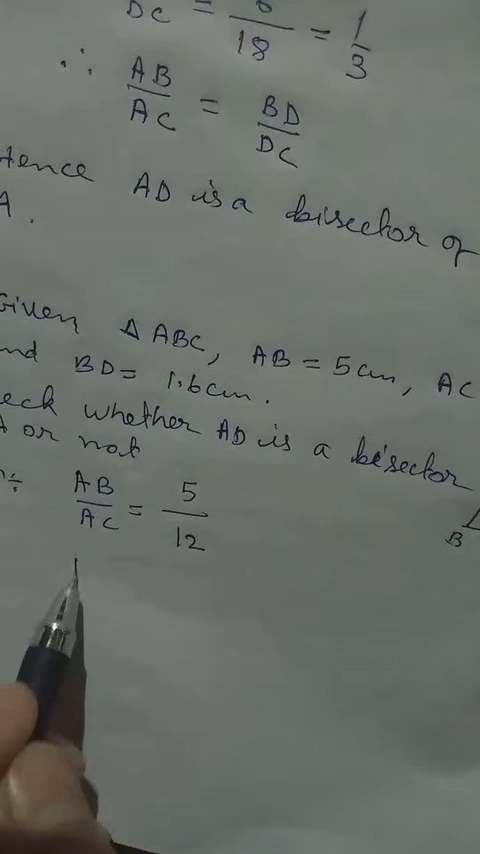 DC = 6/18 = 1/3
∴ AB/AC = BD/DC
Hence AD is a bisector of
A.
Given Δ ABC, AB = 5cm, AC
and BD = 1.6cm.
check whether AD is a bisector
A or not
AB/AC = 5/12
B